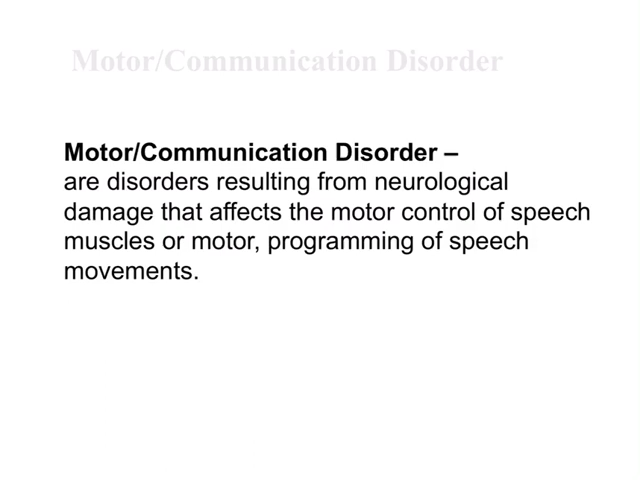 Motor/Communication Disorder
Motor/Communication Disorder –
are disorders resulting from neurological
damage that affects the motor control of speech
muscles or motor, programming of speech
movements.